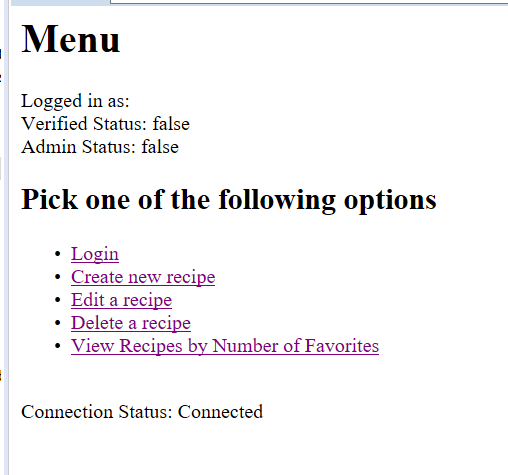 Menu
Logged in as:
Verified Status: false
Admin Status: false
Pick one of the following options
• Login
• Create new recipe
• Edit a recipe
• Delete a recipe
• View Recipes by Number of Favorites
Connection Status: Connected